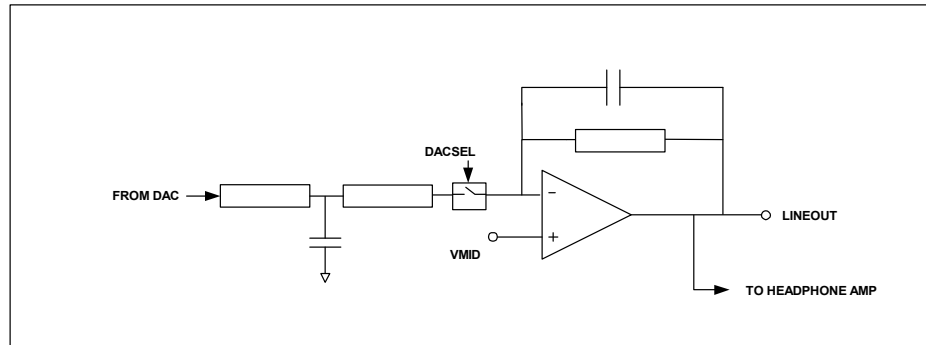 DACSEL
FROM DAC
−
LINEOUT
VMID
+
TO HEADPHONE AMP